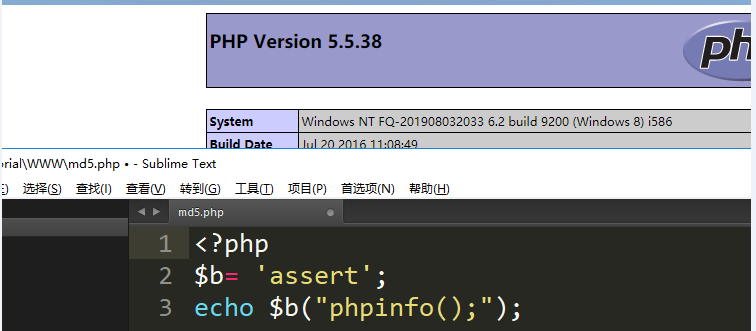 PHP Version 5.5.38
ph
System Windows NT FQ-201908032033 6.2 build 9200 (Windows 8) i586
Build Date Jul 20 2016 11:08:49
orial\WWW\md5.php • - Sublime Text
E) 选择(S) 查找(I) 查看(V) 转到(G) 工具(T) 项目(P) 首选项(N) 帮助(H)
md5.php
1 <?php
2 $b= 'assert';
3 echo $b("phpinfo();");